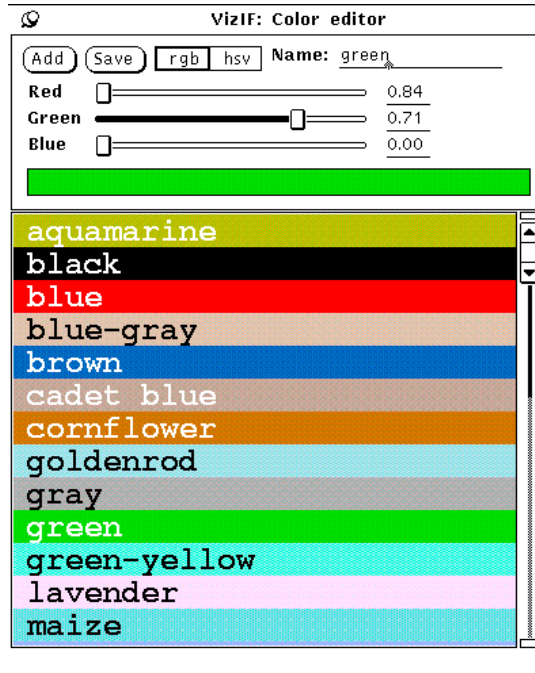 VizIF: Color editor
Add Save rgb hsv Name: green
Red 0.84
Green 0.71
Blue 0.00
aquamarine
black
blue
blue-gray
brown
cadet blue
cornflower
goldenrod
gray
green
green-yellow
lavender
maize